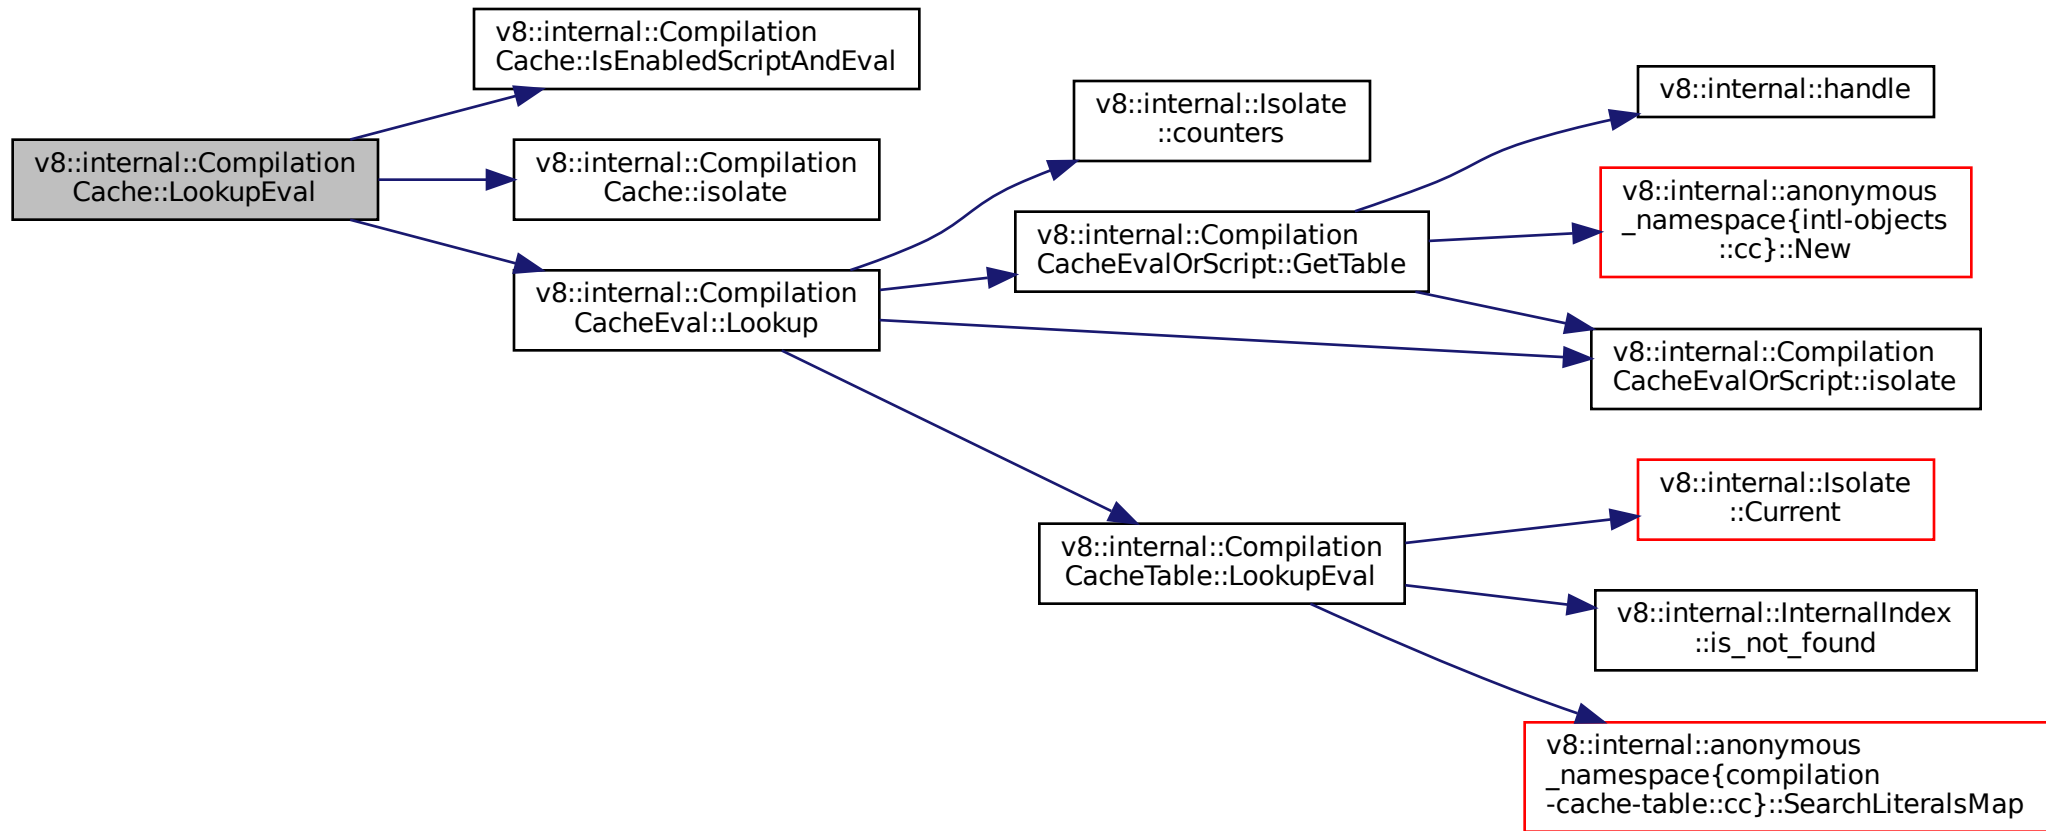 v8::internal::Compilation
Cache::IsEnabledScriptAndEval
v8::internal::Compilation
Cache::LookupEval
v8::internal::Compilation
Cache::isolate
v8::internal::Compilation
CacheEval::Lookup
v8::internal::Isolate
::counters
v8::internal::Compilation
CacheEvalOrScript::GetTable
v8::internal::handle
v8::internal::anonymous
_namespace{intl-objects
::cc}::New
v8::internal::Compilation
CacheEvalOrScript::isolate
v8::internal::Compilation
CacheTable::LookupEval
v8::internal::Isolate
::Current
v8::internal::InternalIndex
::is_not_found
v8::internal::anonymous
_namespace{compilation
-cache-table::cc}::SearchLiteralsMap